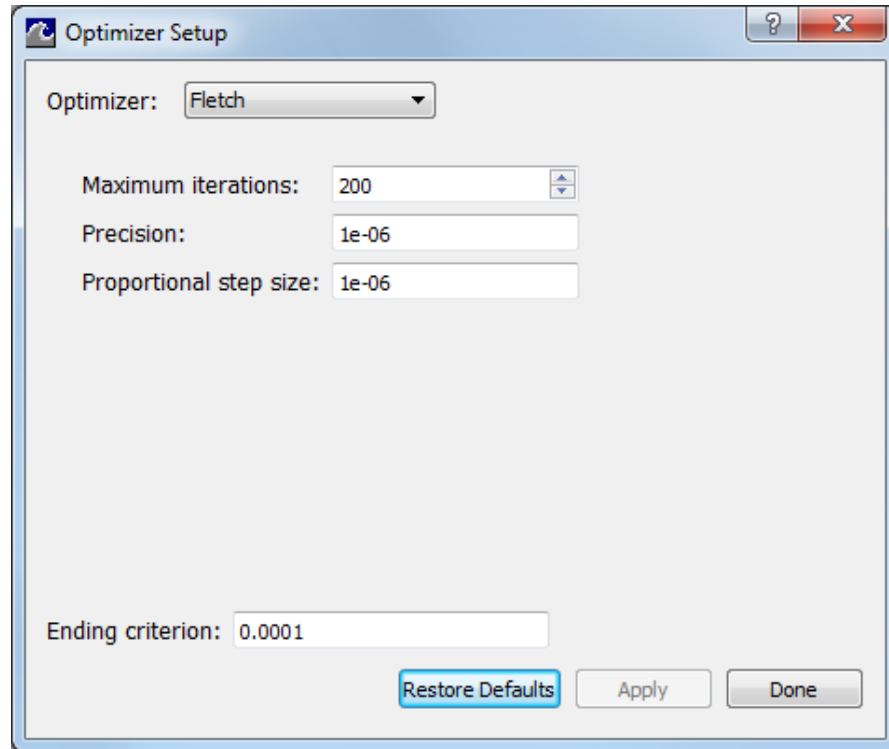 Optimizer Setup
Optimizer: Fletch
Maximum iterations: 200
Precision: 1e-06
Proportional step size: 1e-06
Ending criterion: 0.0001
Restore Defaults Apply Done